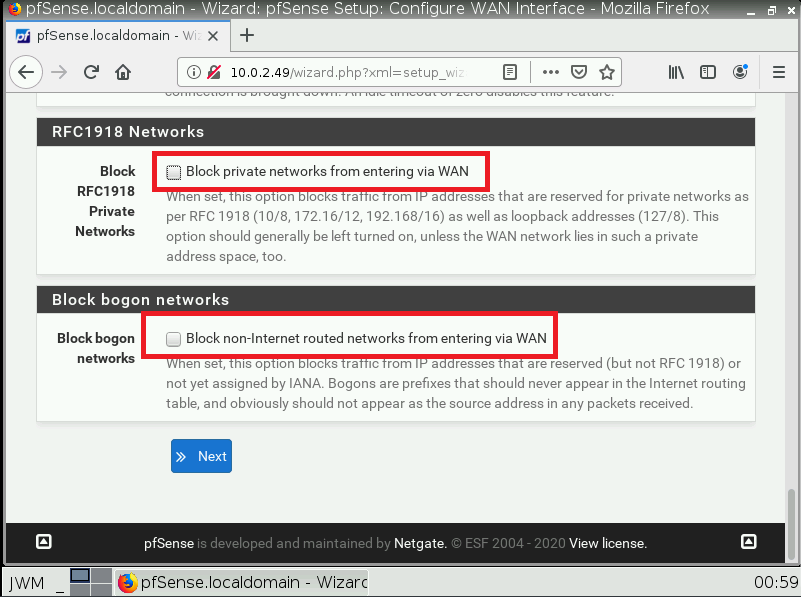 pfSense.localdomain - Wizard: pfSense Setup: Configure WAN Interface - Mozilla Firefox
pfSense.localdomain - Wiz
10.0.2.49/wizard.php?xml=setup_wiz
connection is brought down. An idle timeout of zero disables this feature.
RFC1918 Networks
Block RFC1918 Private Networks
Block private networks from entering via WAN
When set, this option blocks traffic from IP addresses that are reserved for private networks as
per RFC 1918 (10/8, 172.16/12, 192.168/16) as well as loopback addresses (127/8). This
option should generally be left turned on, unless the WAN network lies in such a private
address space, too.
Block bogon networks
Block bogon networks
Block non-Internet routed networks from entering via WAN
When set, this option blocks traffic from IP addresses that are reserved (but not RFC 1918) or
not yet assigned by IANA. Bogons are prefixes that should never appear in the Internet routing
table, and obviously should not appear as the source address in any packets received.
Next
pfSense is developed and maintained by Netgate. © ESF 2004 - 2020 View license.
JWM _ pfSense.localdomain - Wizard 00:59